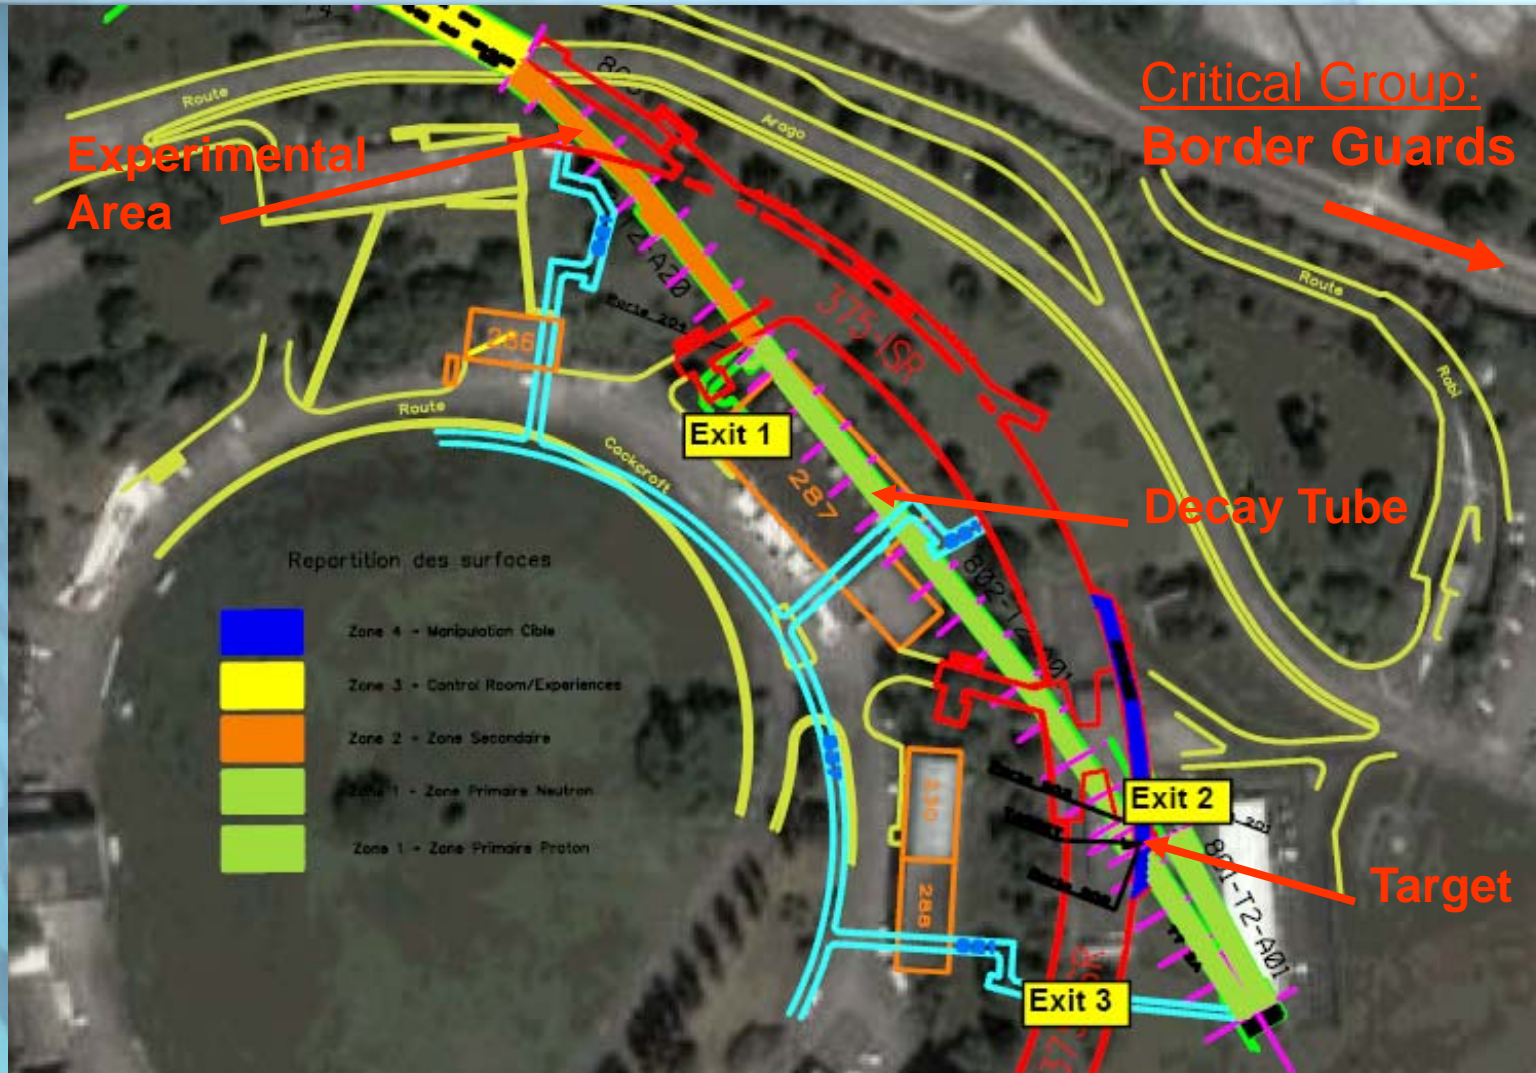 Route
Arago
Critical Group:
Border Guards
Experimental
Area
Route
375-ISR
286
Route
Rabi
Exit 1
Cockcroft
287
Decay Tube
Repartition des surfaces
Zone 4 - Manipulation Cible
Zone 3 - Control Room/Experiences
Zone 2 - Zone Secondaire
Zone 1 - Zone Primaire Neutron
Zone 1 - Zone Primaire Proton
Exit 2
201
801-T2-A01
Target
288
Exit 3